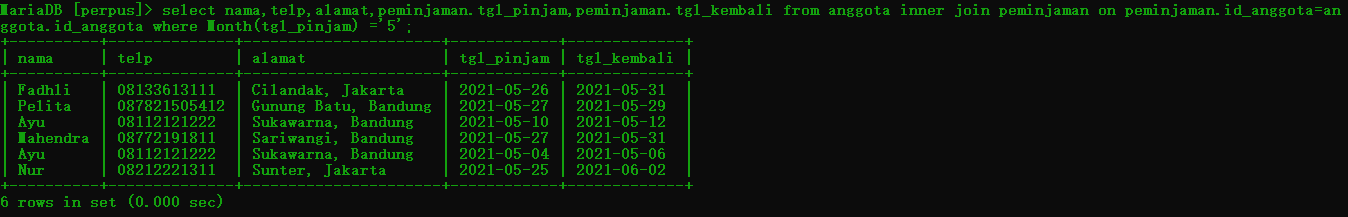 MariaDB [perpus]> select nama,telp,alamat,peminjaman.tgl_pinjam,peminjaman.tgl_kembali from anggota inner join peminjaman on peminjaman.id_anggota=an
ggota.id_anggota where Month(tgl_pinjam) ='5';
+----------+--------------+----------------------+------------+-------------+
| nama     | telp         | alamat               | tgl_pinjam | tgl_kembali |
+----------+--------------+----------------------+------------+-------------+
| Fadhli   | 08133613111  | Cilandak, Jakarta    | 2021-05-26 | 2021-05-31  |
| Pelita   | 087821505412 | Gunung Batu, Bandung | 2021-05-27 | 2021-05-29  |
| Ayu      | 08112121222  | Sukawarna, Bandung   | 2021-05-10 | 2021-05-12  |
| Mahendra | 08772191811  | Sariwangi, Bandung   | 2021-05-27 | 2021-05-31  |
| Ayu      | 08112121222  | Sukawarna, Bandung   | 2021-05-04 | 2021-05-06  |
| Nur      | 08212221311  | Sunter, Jakarta      | 2021-05-25 | 2021-06-02  |
+----------+--------------+----------------------+------------+-------------+
6 rows in set (0.000 sec)